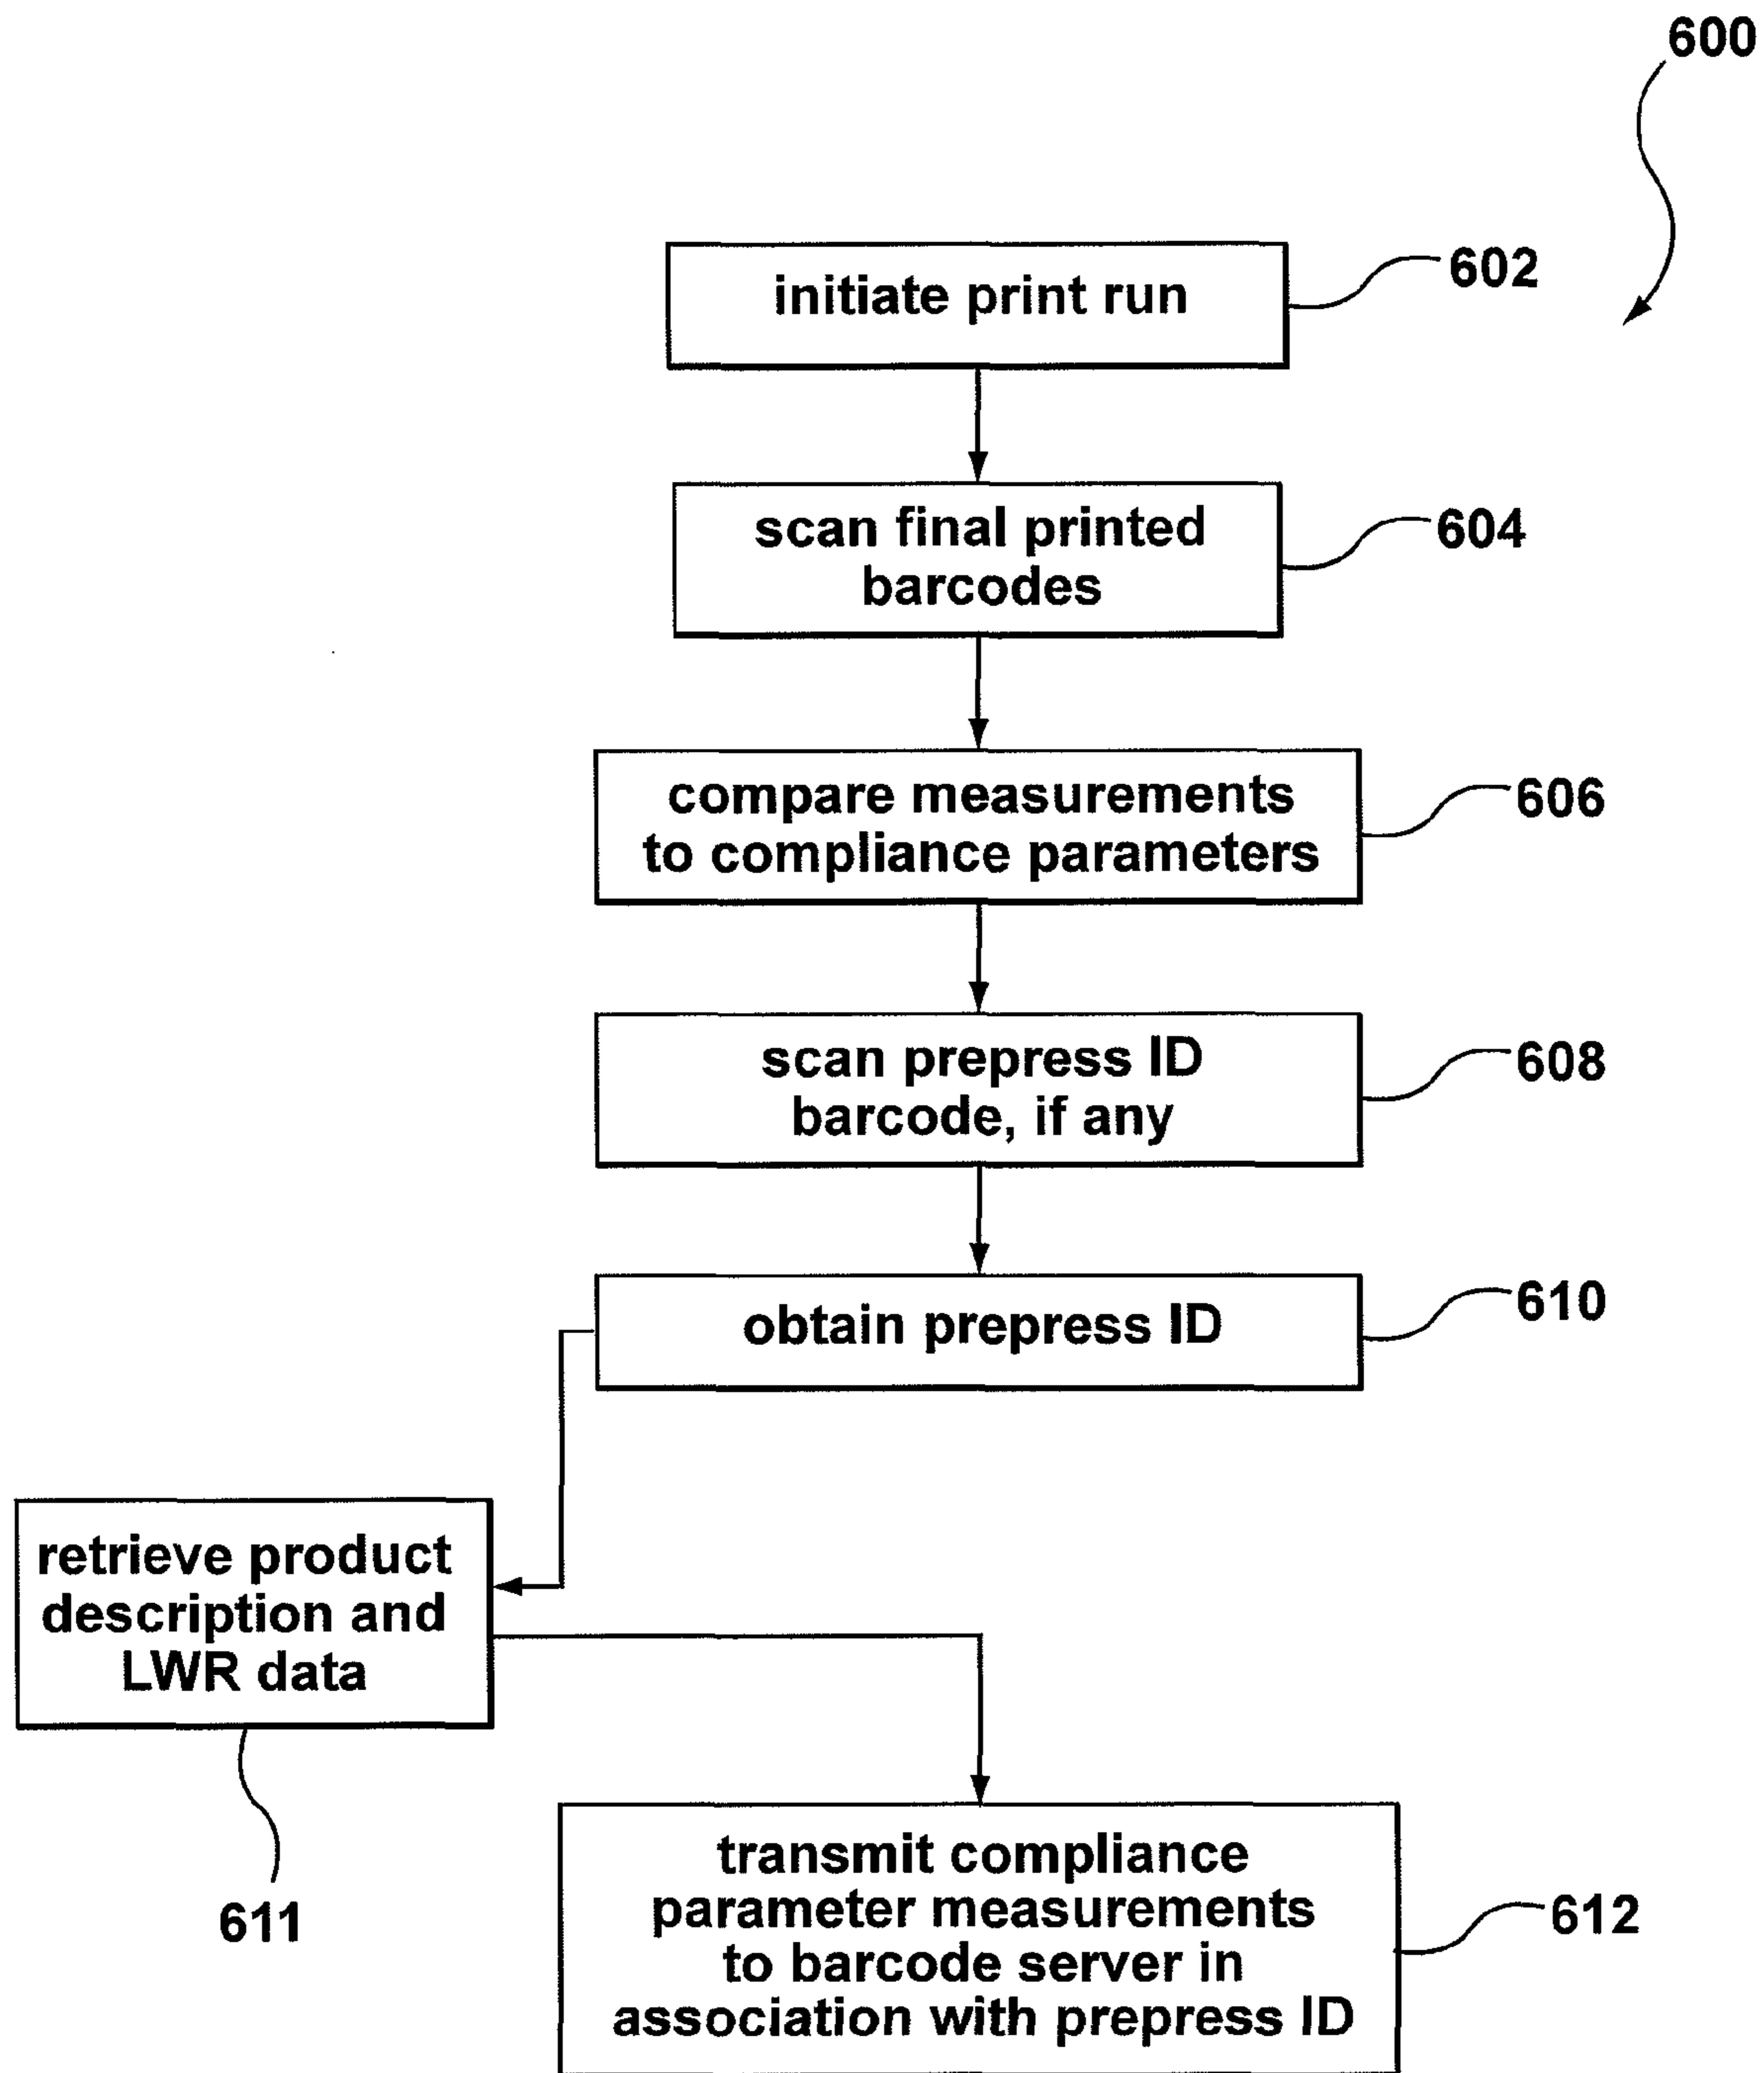 600
initiate print run
602
scan final printed
barcodes
604
compare measurements
to compliance parameters
606
scan prepress ID
barcode, if any
608
obtain prepress ID
610
retrieve product
description and
LWR data
611
transmit compliance
parameter measurements
to barcode server in
association with prepress ID
612